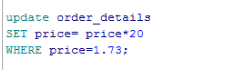 update order_details
SET price= price*20
WHERE price=1.73;